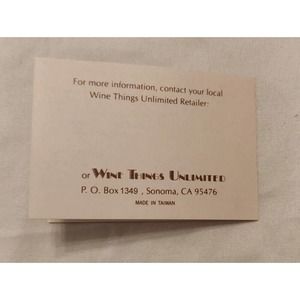 For more information, contact your local
Wine Things Unlimited Retailer:
or WINE THINGS UNLIMITED
P. O. Box 1349 , Sonoma, CA 95476
MADE IN TAIWAN